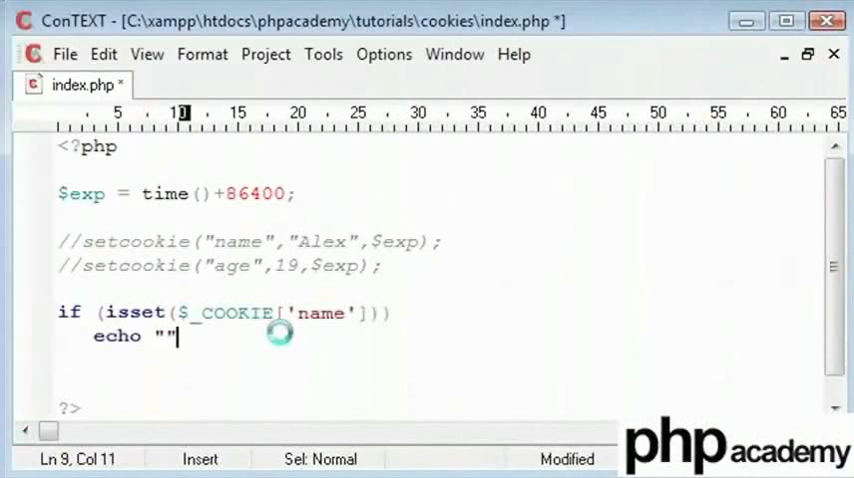 ConTEXT - [C:\xampp\htdocs\phpacademy\tutorials\cookies\index.php *]
File Edit View Format Project Tools Options Window Help
index.php *
5 10 15 20 25 30 35 40 45 50 55 60 65
<?php
$exp = time()+86400;
//setcookie("name","Alex",$exp);
//setcookie("age",19,$exp);
if (isset($_COOKIE['name']))
echo ""
?>
Ln 9, Col 11 Insert Sel: Normal Modified
php academy